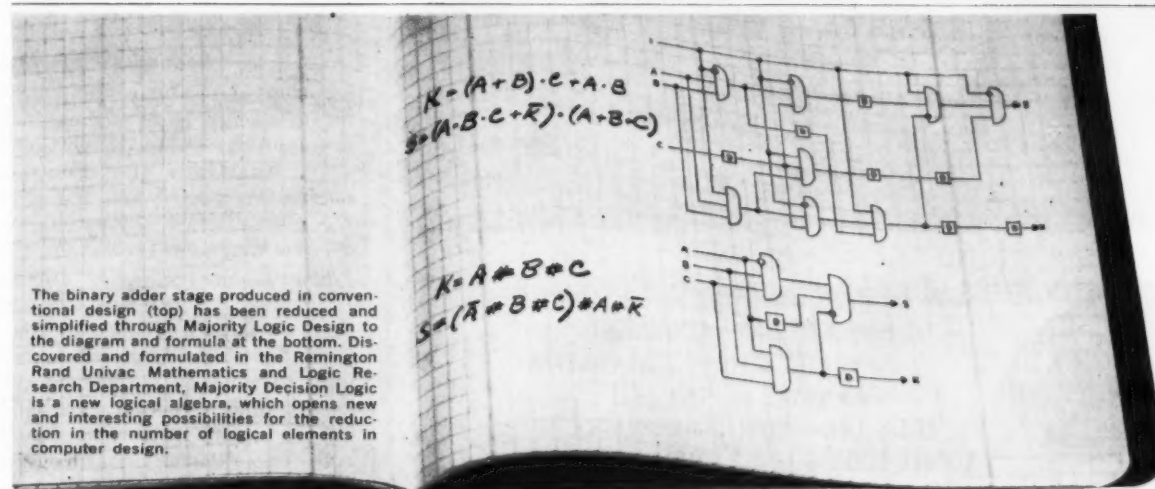 K = (A + B) · C + A · B
S = (A · B · C + K̅) · (A + B + C)
A
B
C
D
D
D
D
D
D
D
S
K
K = A # B # C
S = (A̅ # B # C) # A # K̅
A
B
C
D
D
S
K
The binary adder stage produced in conven-
tional design (top) has been reduced and
simplified through Majority Logic Design to
the diagram and formula at the bottom. Dis-
covered and formulated in the Remington
Rand Univac Mathematics and Logic Re-
search Department, Majority Decision Logic
is a new logical algebra, which opens new
and interesting possibilities for the reduc-
tion in the number of logical elements in
computer design.